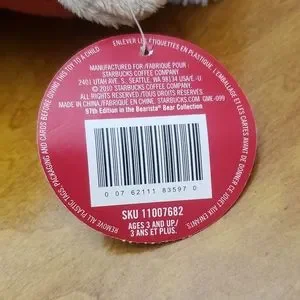 REMOVE ALL PLASTIC TAGS, PACKAGING AND CARDS BEFORE GIVING THIS TOY TO A CHILD.
ENLEVER LES ÉTIQUETTES EN PLASTIQUE, L'EMBALLAGE ET LES CARTES AVANT DE DONNER CE JOUET AUX ENFANTS.
MANUFACTURED FOR/FABRIQUÉ POUR :
STARBUCKS COFFEE COMPANY
2401 UTAH AVE. S., SEATTLE, WA 98134 USA/É.-U.
© 2010 STARBUCKS COFFEE COMPANY.
ALL RIGHTS RESERVED/TOUS DROITS RÉSERVÉS.
MADE IN CHINA/FABRIQUÉ EN CHINE. STARBUCKS.COM GME-099
97th Edition in the Bearista® Bear Collection
0 07 62111 83597 0
SKU 11007682
AGES 3 AND UP/
3 ANS ET PLUS.